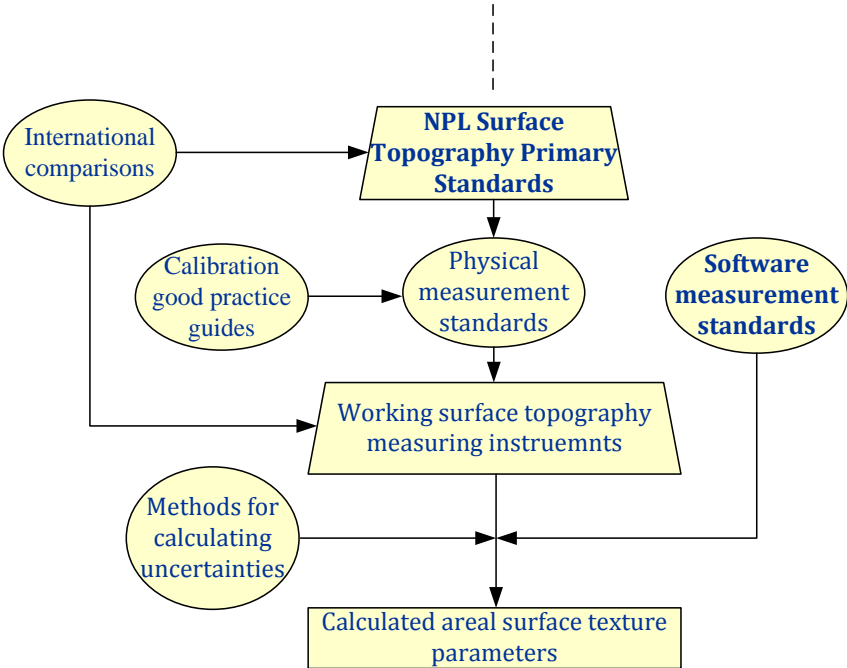 International
comparisons
NPL Surface
Topography Primary
Standards
Calibration
good practice
guides
Physical
measurement
standards
Software
measurement
standards
Working surface topography
measuring instruemnts
Methods for
calculating
uncertainties
Calculated areal surface texture
parameters